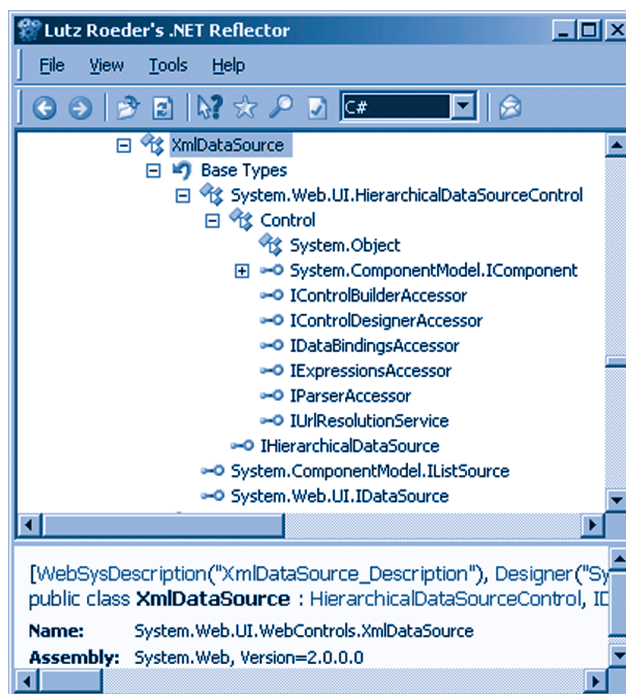 Lutz Roeder's .NET Reflector
File View Tools Help
C#
XmlDataSource
Base Types
System.Web.UI.HierarchicalDataSourceControl
Control
System.Object
System.ComponentModel.IComponent
IControlBuilderAccessor
IControlDesignerAccessor
IDataBindingsAccessor
IExpressionsAccessor
IParserAccessor
IUrlResolutionService
IHierarchicalDataSource
System.ComponentModel.IListSource
System.Web.UI.IDataSource
[WebSysDescription("XmlDataSource_Description"), Designer("Sy
public class XmlDataSource : HierarchicalDataSourceControl, ID
Name: System.Web.UI.WebControls.XmlDataSource
Assembly: System.Web, Version=2.0.0.0